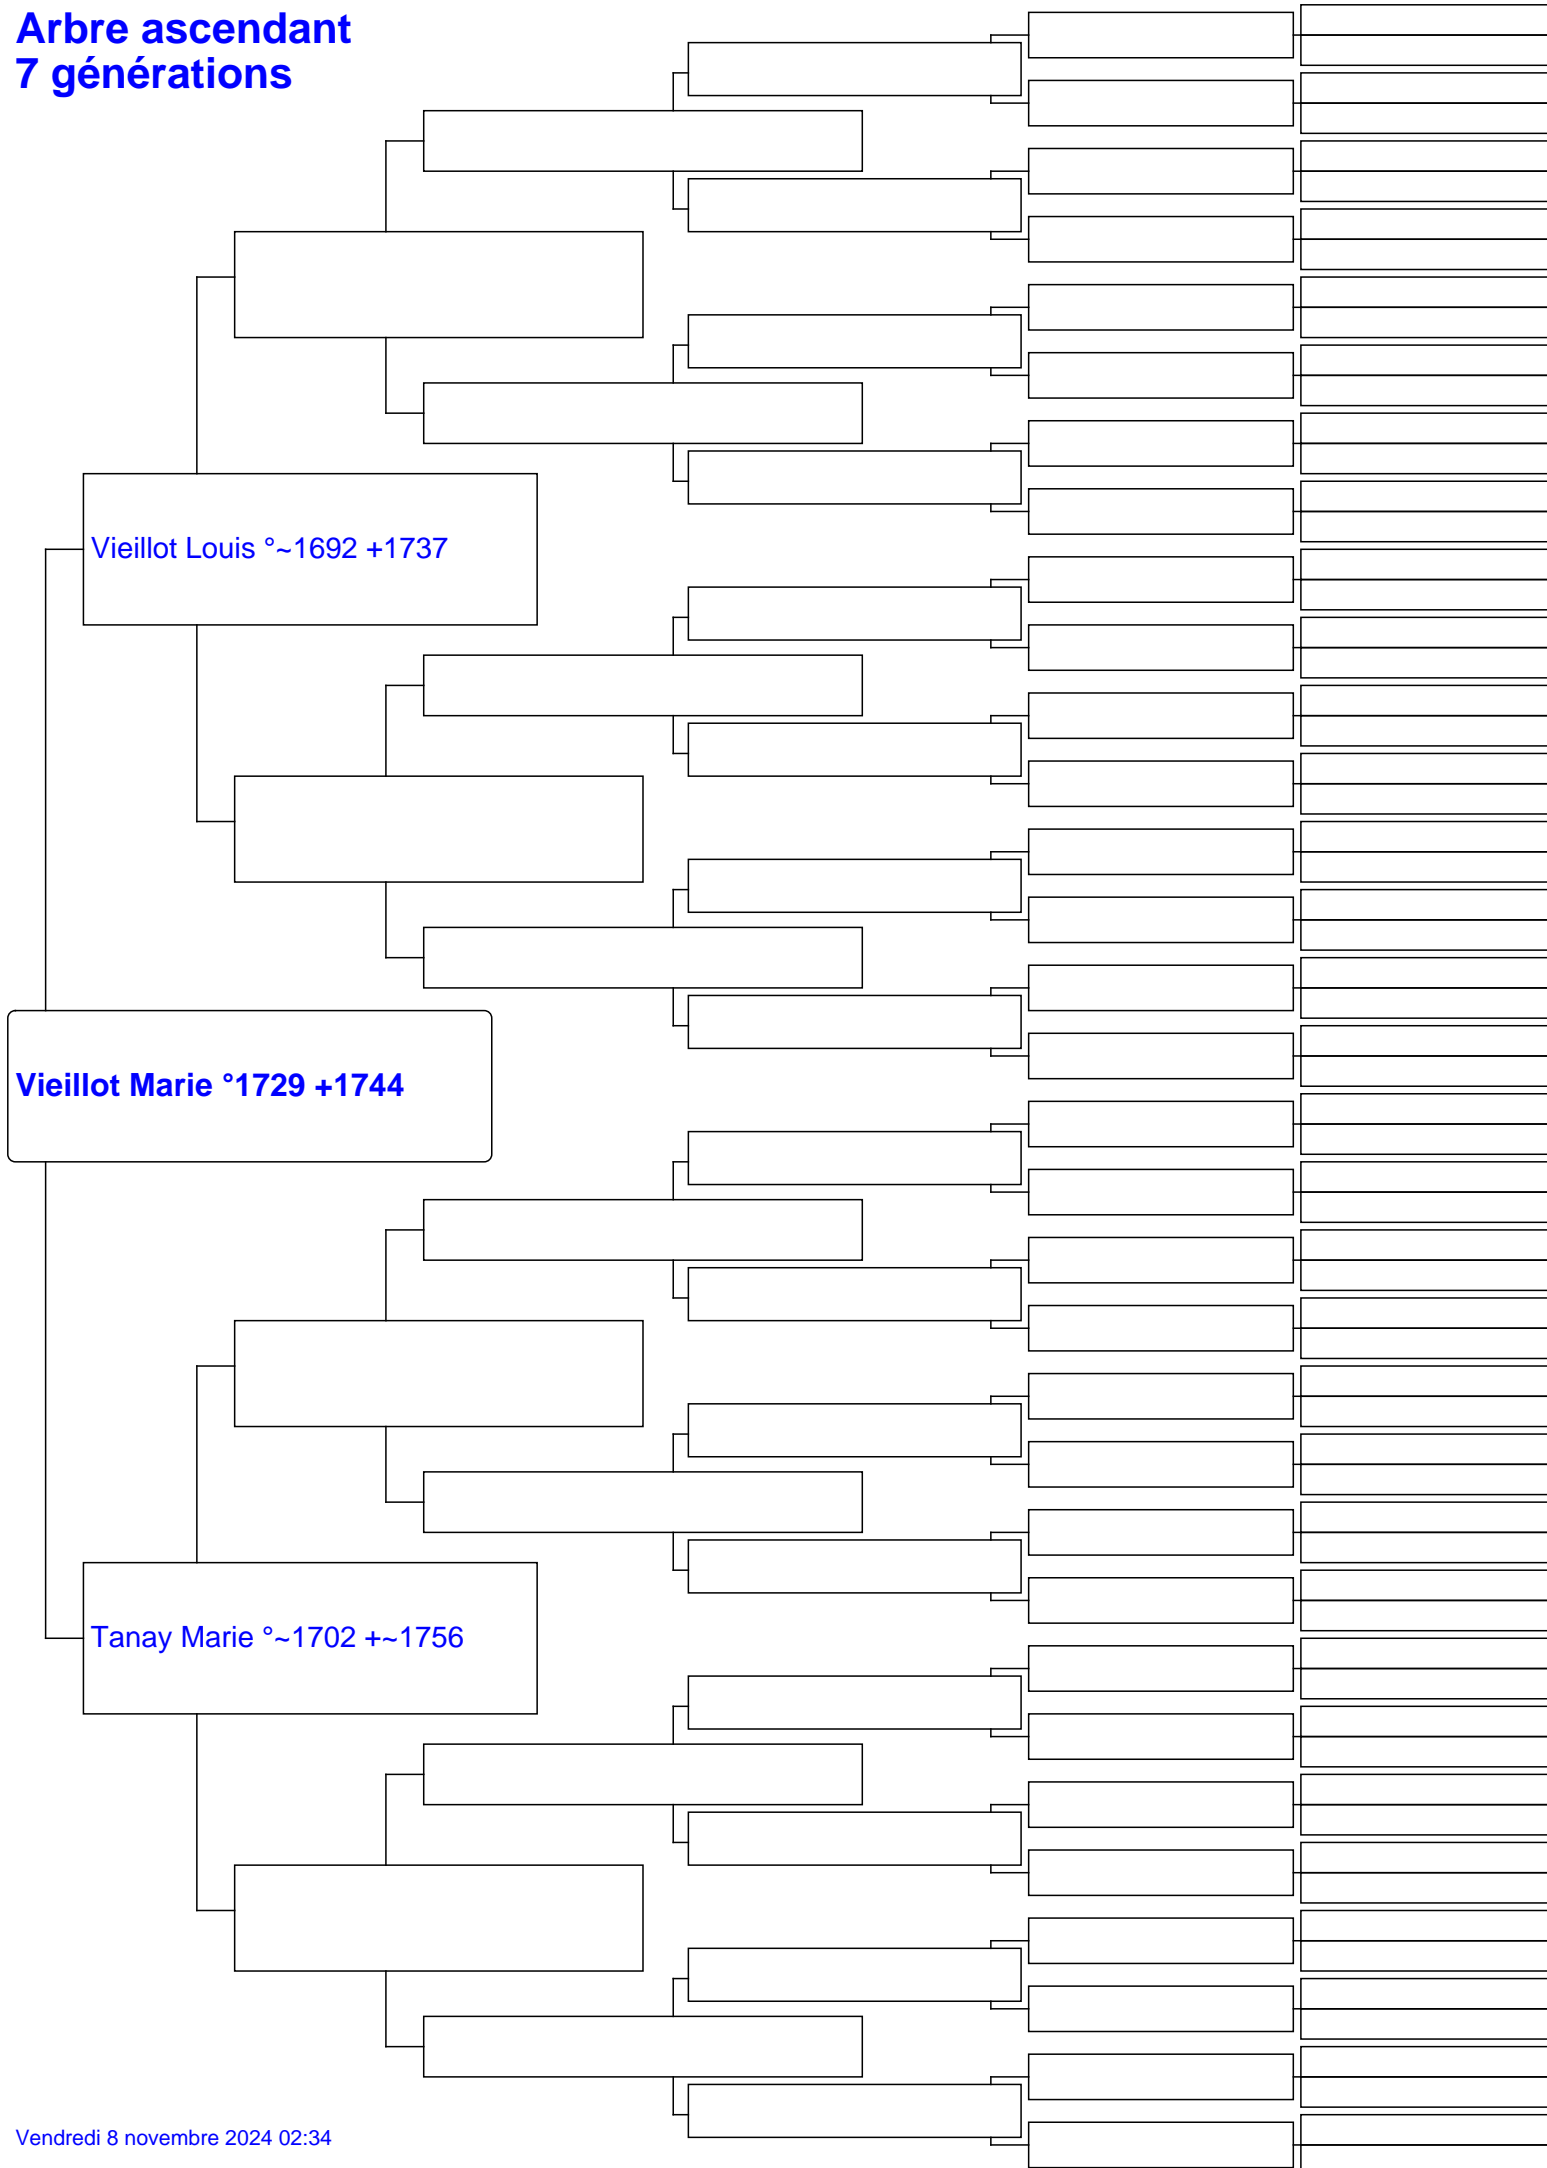 Arbre ascendant
7 générations
Vieillot Louis °~1692 +1737
Vieillot Marie °1729 +1744
Tanay Marie °~1702 +~1756
Vendredi 8 novembre 2024 02:34